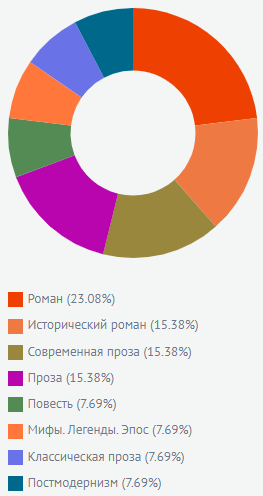 Роман (23.08%)
Исторический роман (15.38%)
Современная проза (15.38%)
Проза (15.38%)
Повесть (7.69%)
Мифы. Легенды. Эпос (7.69%)
Классическая проза (7.69%)
Постмодернизм (7.69%)